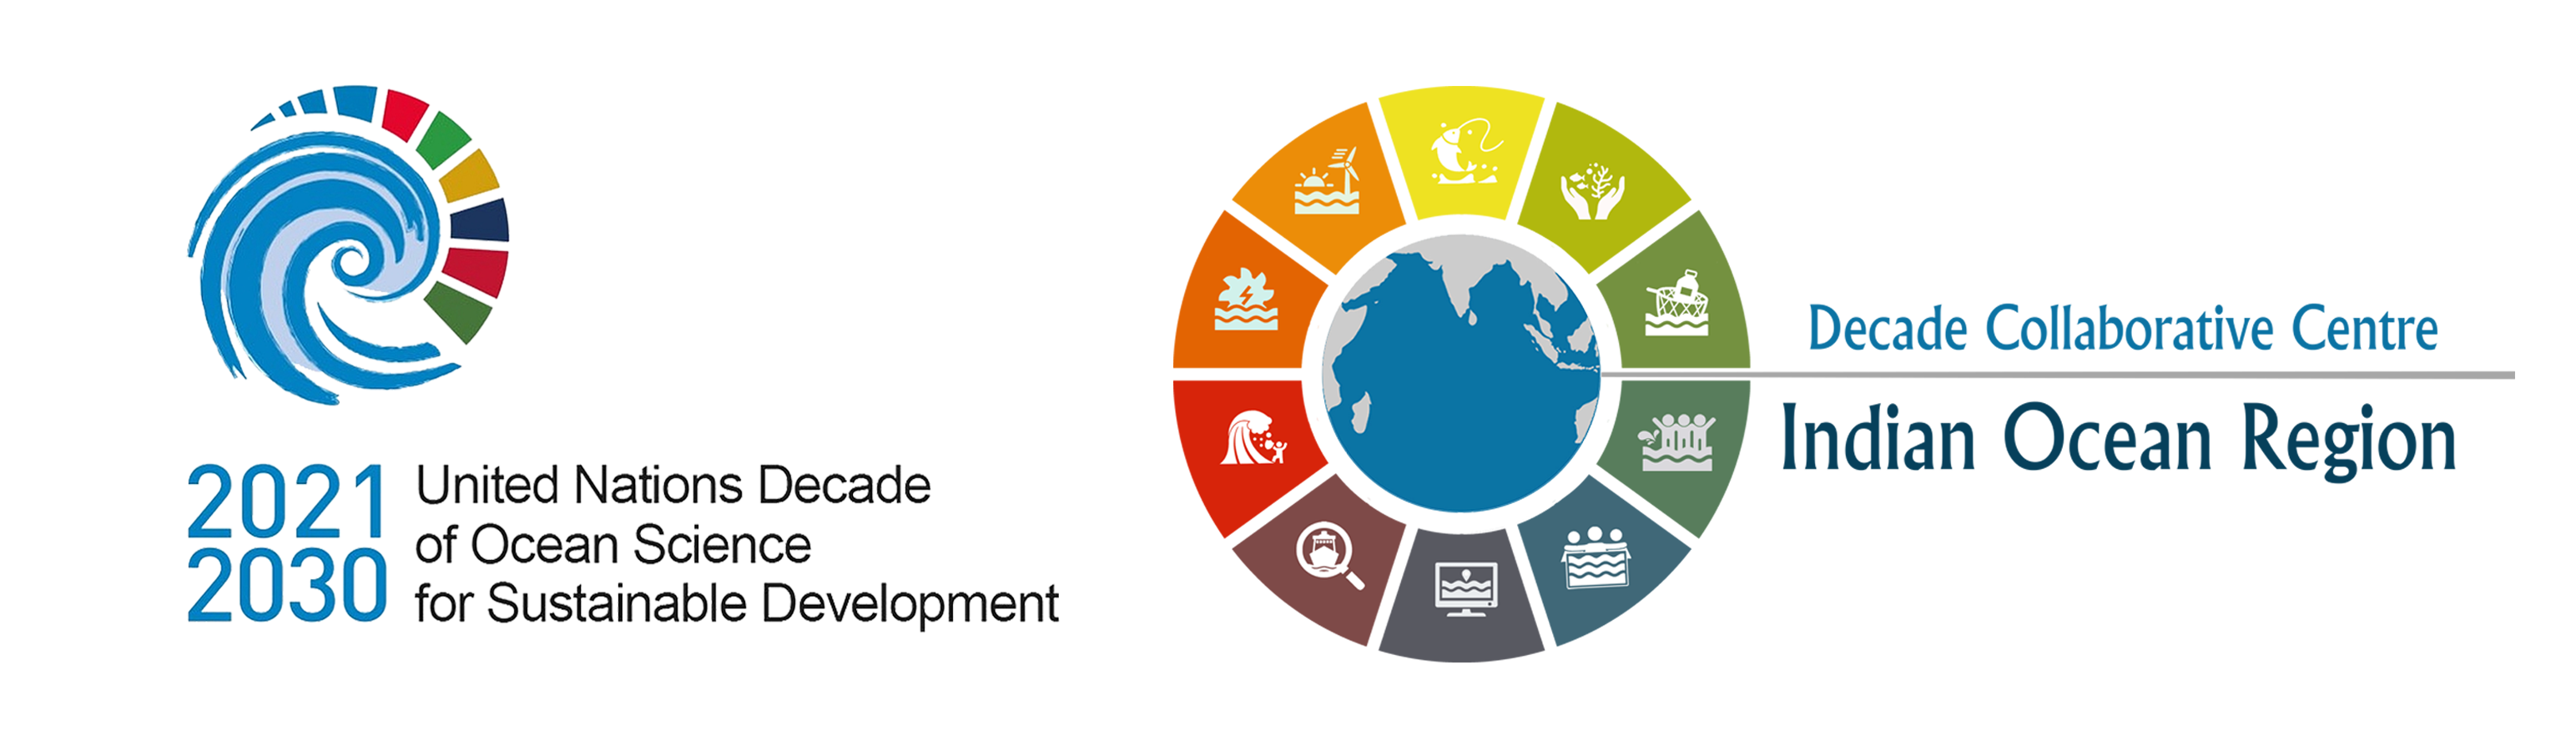 2021
2030
United Nations Decade
of Ocean Science
for Sustainable Development
Decade Collaborative Centre
Indian Ocean Region